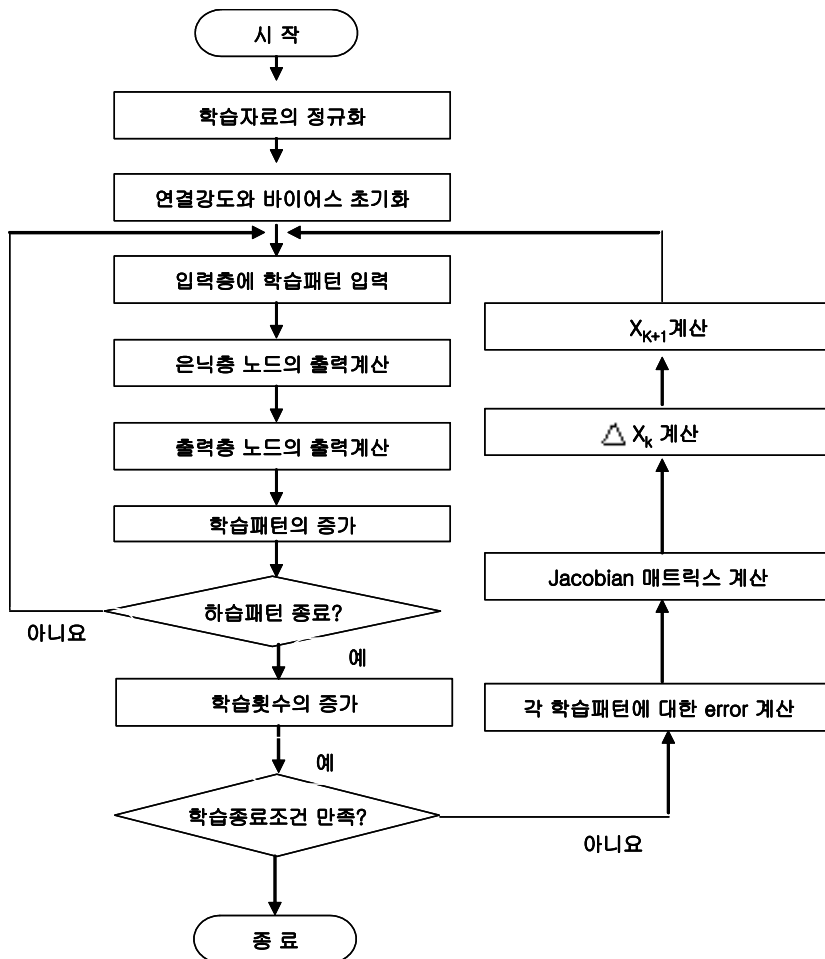 시 작
학습자료의 정규화
연결강도와 바이어스 초기화
입력층에 학습패턴 입력
은닉층 노드의 출력계산
출력층 노드의 출력계산
학습패턴의 증가
하습패턴 종료?
아니요
예
학습횟수의 증가
예
학습종료조건 만족?
아니요
종 료
각 학습패턴에 대한 error 계산
Jacobian 매트릭스 계산
△ Xk 계산
XK+1계산